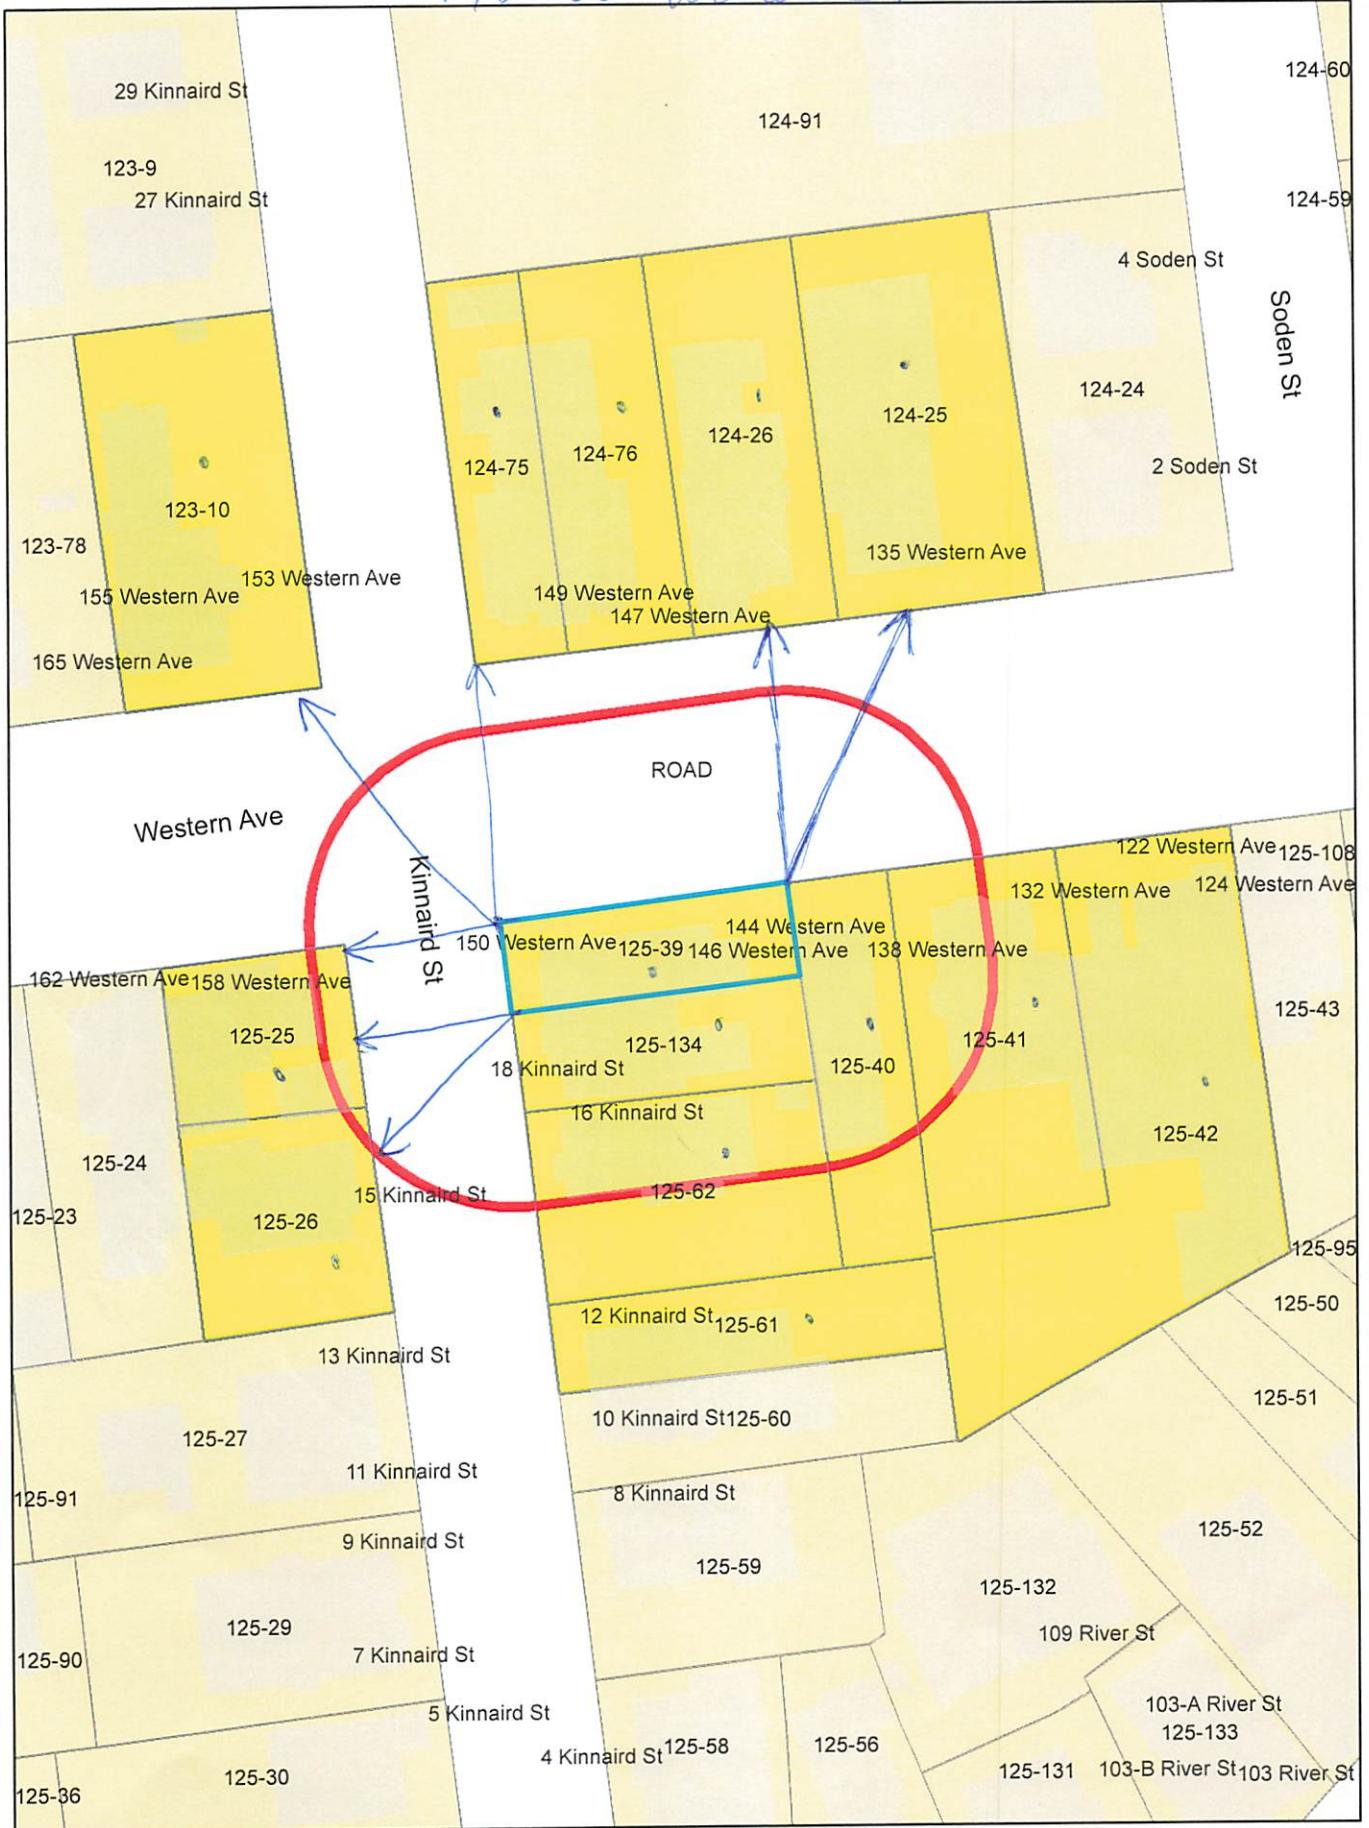 29 Kinnaird St
123-9
27 Kinnaird St
124-91
124-60
124-59
4 Soden St
Soden St
124-24
2 Soden St
124-25
124-26
124-76
124-75
123-10
123-78
135 Western Ave
153 Western Ave
155 Western Ave
149 Western Ave
147 Western Ave
165 Western Ave
ROAD
Western Ave
Kinnaird St
122 Western Ave
125-108
132 Western Ave
124 Western Ave
144 Western Ave
150 Western Ave
125-39
146 Western Ave
138 Western Ave
162 Western Ave
158 Western Ave
125-25
125-134
125-41
125-43
18 Kinnaird St
125-40
16 Kinnaird St
125-42
125-24
15 Kinnaird St
125-62
125-23
125-26
125-95
125-50
12 Kinnaird St
125-61
13 Kinnaird St
125-51
10 Kinnaird St
125-60
125-27
11 Kinnaird St
8 Kinnaird St
125-91
125-52
9 Kinnaird St
125-59
125-132
125-29
109 River St
7 Kinnaird St
125-90
103-A River St
5 Kinnaird St
125-133
4 Kinnaird St
125-58
125-56
103-B River St
103 River St
125-131
125-30
125-36